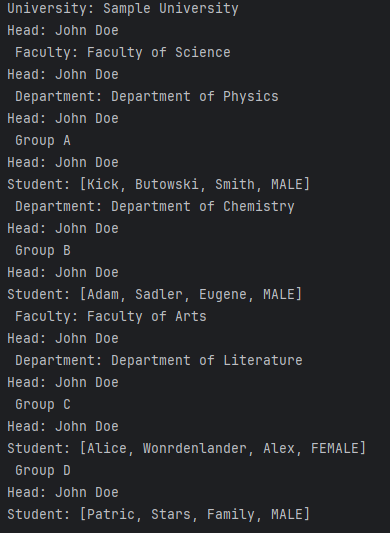 University: Sample University
Head: John Doe
Faculty: Faculty of Science
Head: John Doe
Department: Department of Physics
Head: John Doe
Group A
Head: John Doe
Student: [Kick, Butowski, Smith, MALE]
Department: Department of Chemistry
Head: John Doe
Group B
Head: John Doe
Student: [Adam, Sadler, Eugene, MALE]
Faculty: Faculty of Arts
Head: John Doe
Department: Department of Literature
Head: John Doe
Group C
Head: John Doe
Student: [Alice, Wonrdenlander, Alex, FEMALE]
Group D
Head: John Doe
Student: [Patric, Stars, Family, MALE]